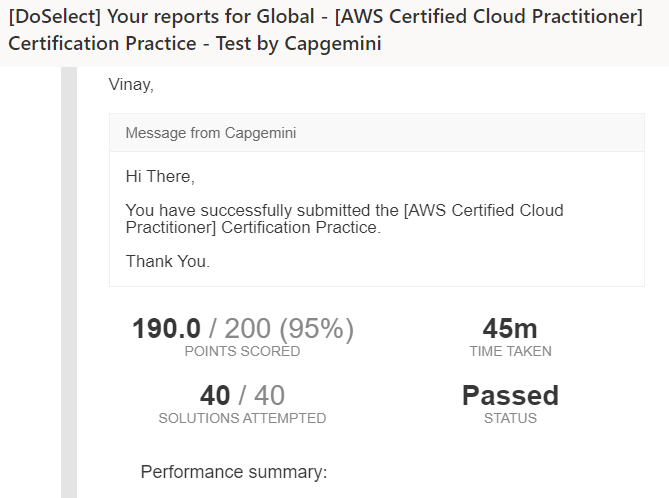 [DoSelect] Your reports for Global - [AWS Certified Cloud Practitioner]
Certification Practice - Test by Capgemini
Vinay,
Message from Capgemini
Hi There,
You have successfully submitted the [AWS Certified Cloud
Practitioner] Certification Practice.
Thank You.
190.0 / 200 (95%) 45m
POINTS SCORED TIME TAKEN
40 / 40 Passed
SOLUTIONS ATTEMPTED STATUS
Performance summary: